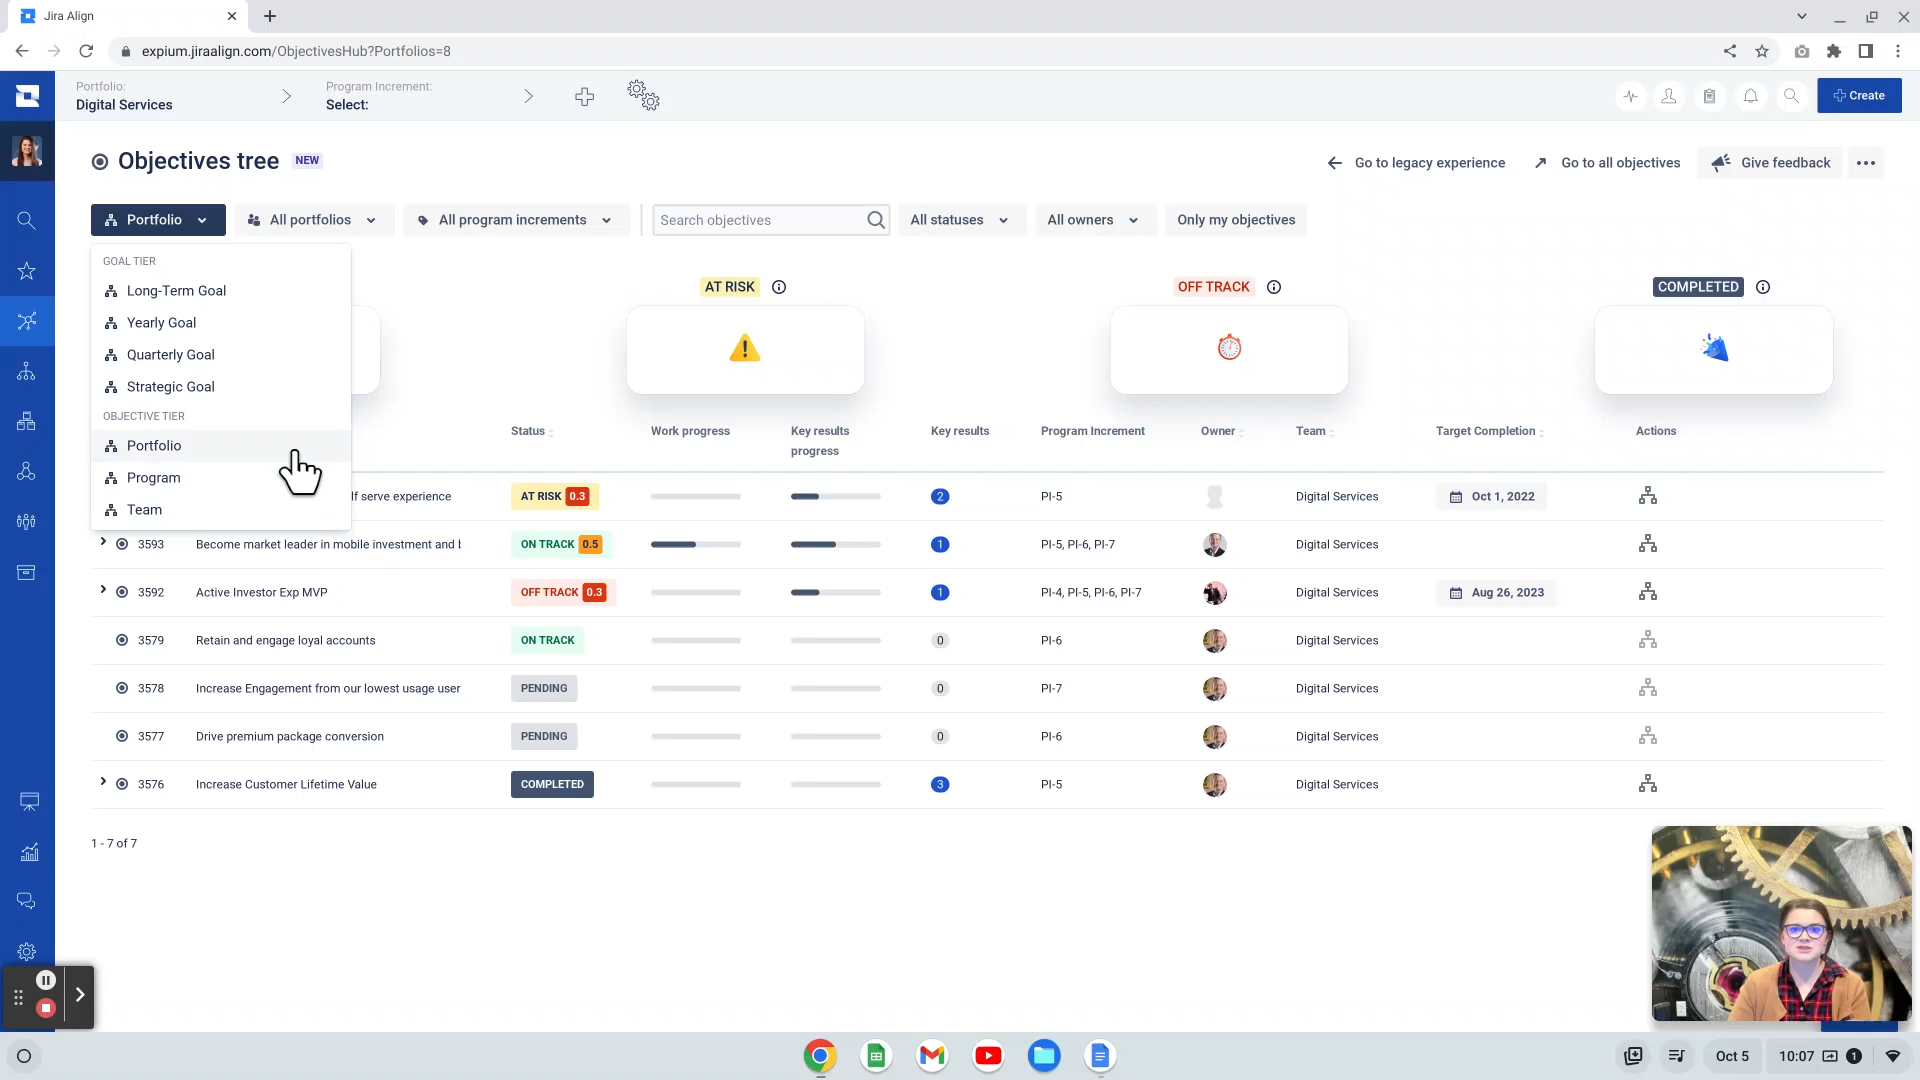 Jira Align
expium.jiraalign.com/ObjectivesHub?Portfolios=8
Portfolio:
Digital Services
Program Increment:
Select:
Create
Objectives tree NEW
Go to legacy experience
Go to all objectives
Give feedback
Portfolio
All portfolios
All program increments
Search objectives
All statuses
All owners
Only my objectives
GOAL TIER
Long-Term Goal
Yearly Goal
Quarterly Goal
Strategic Goal
OBJECTIVE TIER
Portfolio
Program
Team
AT RISK
OFF TRACK
COMPLETED
Status
Work progress
Key results
progress
Key results
Program Increment
Owner
Team
Target Completion
Actions
lf serve experience AT RISK 0.3 2 PI-5 Digital Services Oct 1, 2022
3593 Become market leader in mobile investment and b ON TRACK 0.5 1 PI-5, PI-6, PI-7 Digital Services
3592 Active Investor Exp MVP OFF TRACK 0.3 1 PI-4, PI-5, PI-6, PI-7 Digital Services Aug 26, 2023
3579 Retain and engage loyal accounts ON TRACK 0 PI-6 Digital Services
3578 Increase Engagement from our lowest usage user PENDING 0 PI-7 Digital Services
3577 Drive premium package conversion PENDING 0 PI-6 Digital Services
3576 Increase Customer Lifetime Value COMPLETED 3 PI-5 Digital Services
1 - 7 of 7
Oct 5
10:07
1